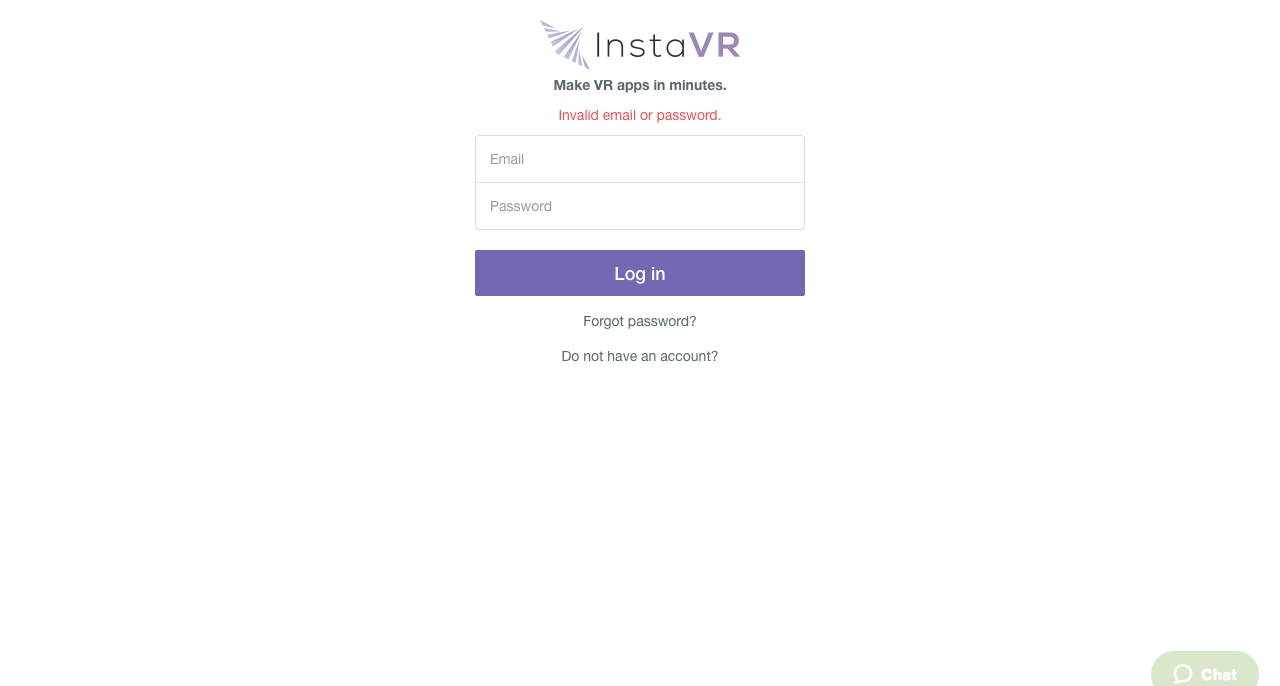 InstaVR
Make VR apps in minutes.
Invalid email or password.
Email
Password
Log in
Forgot password?
Do not have an account?
Chat